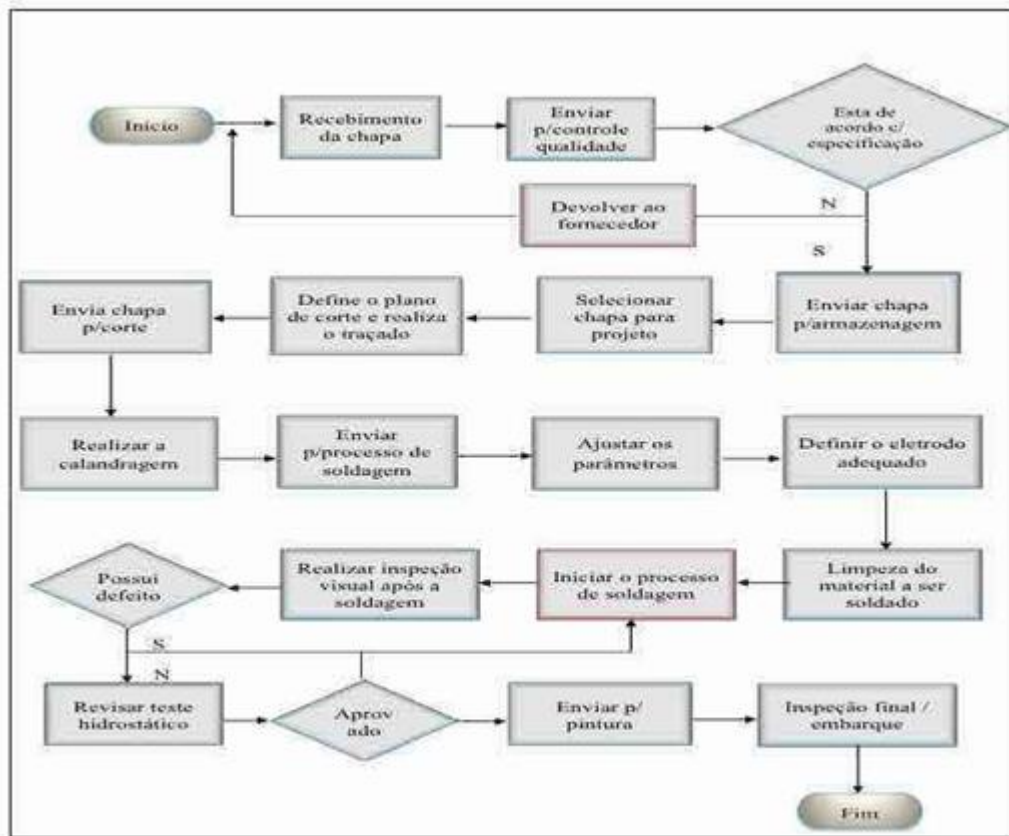 Início
Recebimento
da chapa
Enviar
p/controle
qualidade
Esta de
acordo c/
especificação
N
Devolver ao
fornecedor
S
Enviar chapa
p/armazenagem
Selecionar
chapa para
projeto
Define o plano
de corte e realiza
o traçado
Envia chapa
p/corte
Realizar a
calandragem
Enviar
p/processo de
soldagem
Ajustar os
parâmetros
Definir o eletrodo
adequado
Limpeza do
material a ser
soldado
Iniciar o processo
de soldagem
Realizar inspeção
visual após a
soldagem
Possui
defeito
S
N
Revisar teste
hidrostático
Aprov
ado
Enviar p/
pintura
Inspeção final /
embarque
Fim